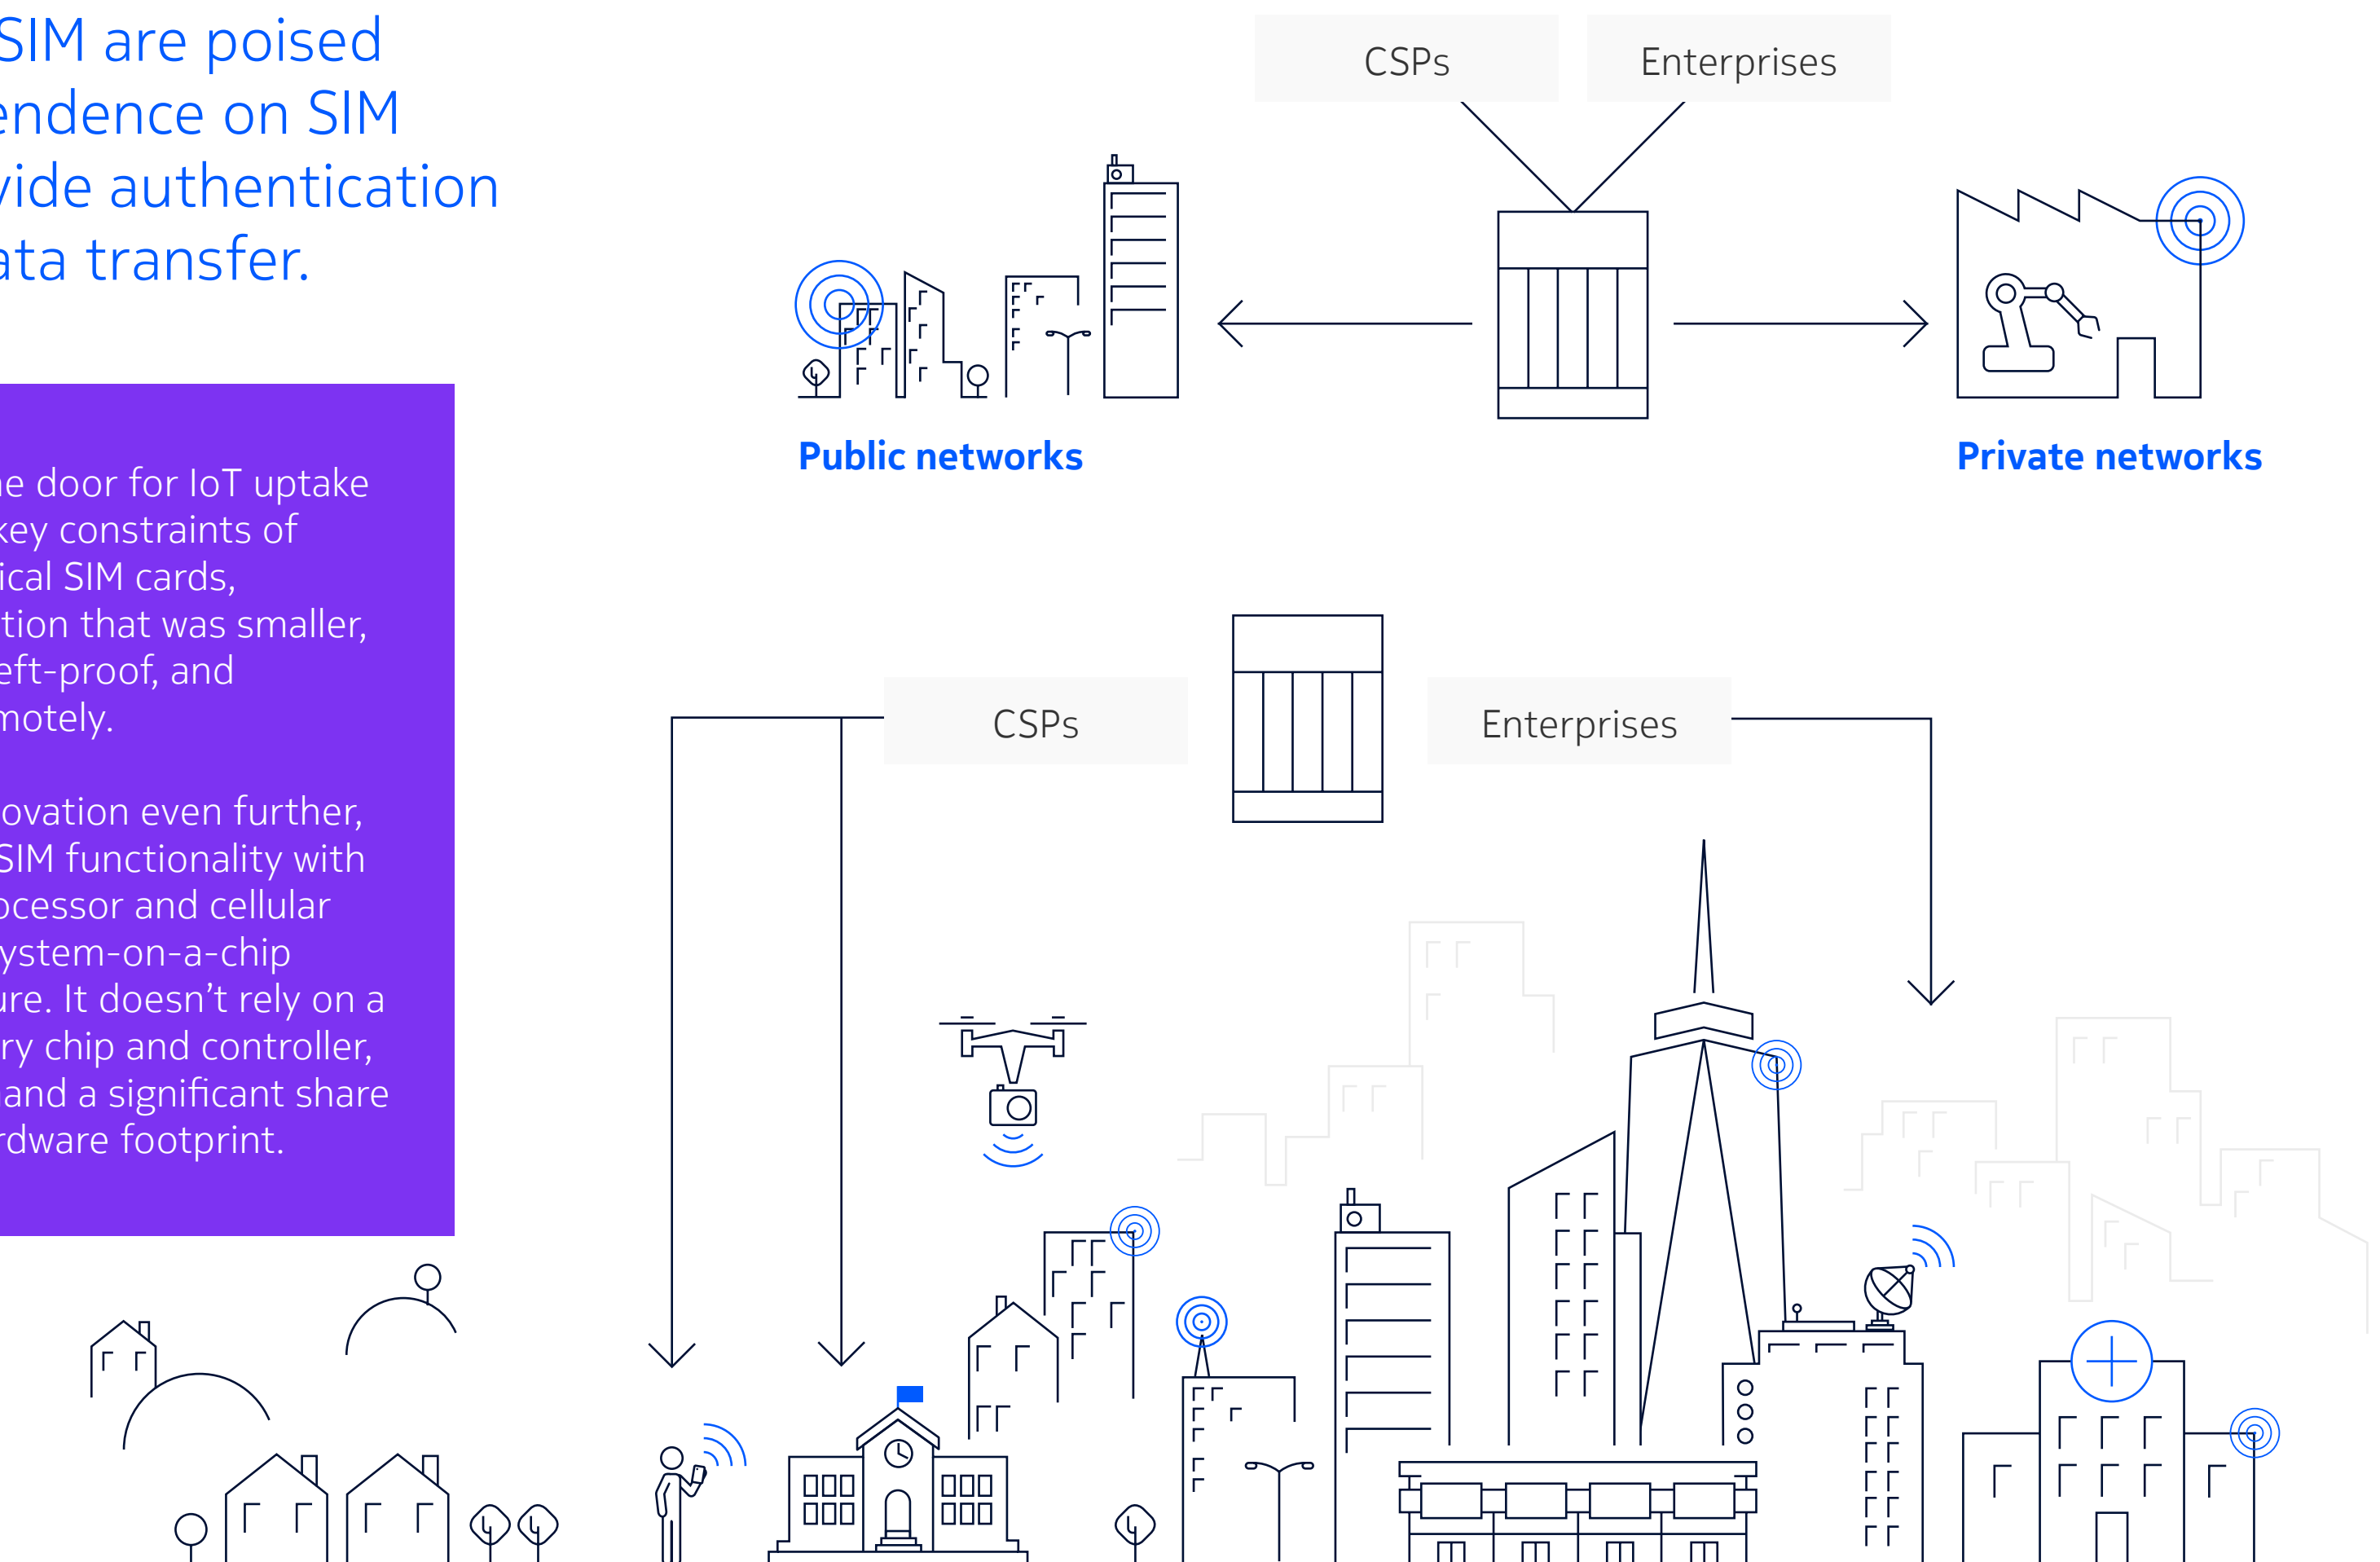 SIM are poised
endence on SIM
vide authentication
ata transfer.
he door for IoT uptake
key constraints of
ical SIM cards,
tion that was smaller,
eft-proof, and
motely.
ovation even further,
SIM functionality with
ocessor and cellular
ystem-on-a-chip
ure. It doesn't rely on a
ry chip and controller,
and a significant share
rdware footprint.
CSPs
Enterprises
Public networks
Private networks
CSPs
Enterprises